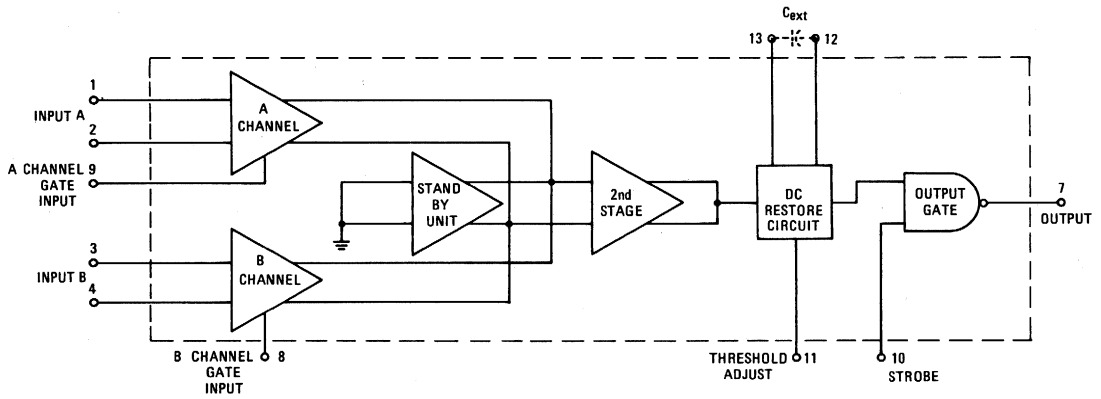 C_ext
13
12
1
INPUT A
2
A CHANNEL 9
GATE
INPUT
A
CHANNEL
STAND
BY
UNIT
2nd
STAGE
DC
RESTORE
CIRCUIT
OUTPUT
GATE
7
OUTPUT
3
INPUT B
4
B
CHANNEL
B CHANNEL 8
GATE
INPUT
THRESHOLD 11
ADJUST
10
STROBE